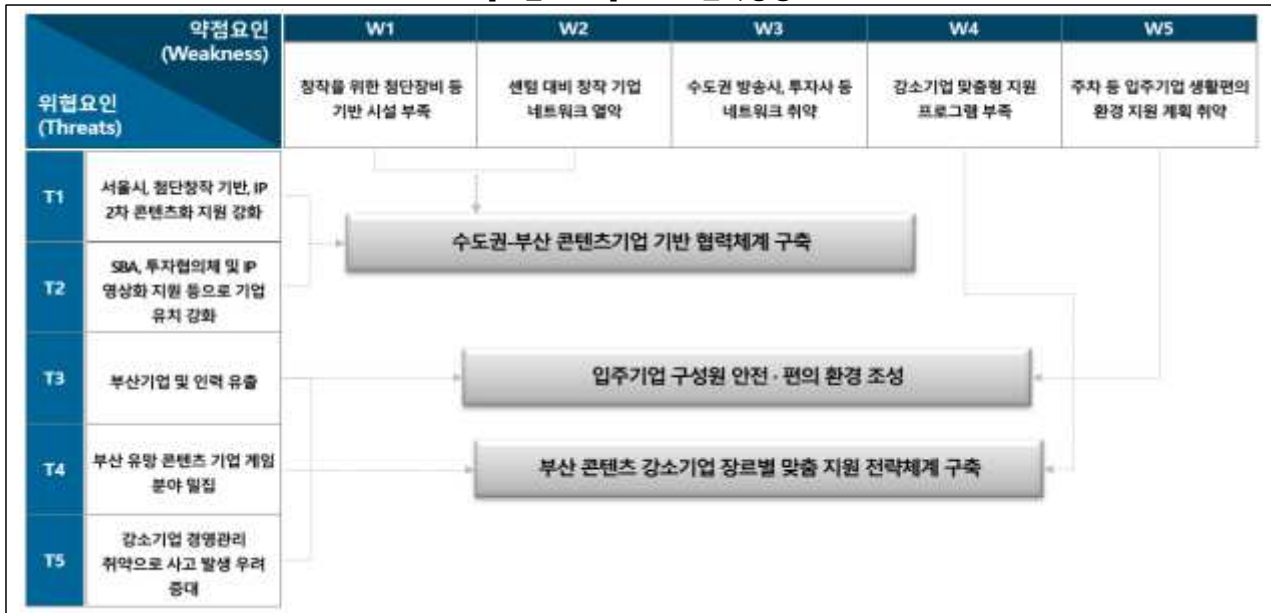 약점요인
(Weakness)
위협요인
(Threats)
W1
W2
W3
W4
W5
창작을 위한 첨단장비 등
기반 시설 부족
센텀 대비 창작 기업
네트워크 열악
수도권 방송사, 투자사 등
네트워크 취약
강소기업 맞춤형 지원
프로그램 부족
주차 등 입주기업 생활편의
환경 지원 계획 취약
T1
서울시, 첨단창작 기반, IP
2차 콘텐츠화 지원 강화
수도권-부산 콘텐츠기업 기반 협력체계 구축
T2
SBA, 투자협의체 및 IP
영상화 지원 등으로 기업
유치 강화
T3
부산기업 및 인력 유출
입주기업 구성원 안전 · 편의 환경 조성
T4
부산 유망 콘텐츠 기업 게임
분야 밀집
부산 콘텐츠 강소기업 장르별 맞춤 지원 전략체계 구축
T5
강소기업 경영관리
취약으로 사고 발생 우려
증대